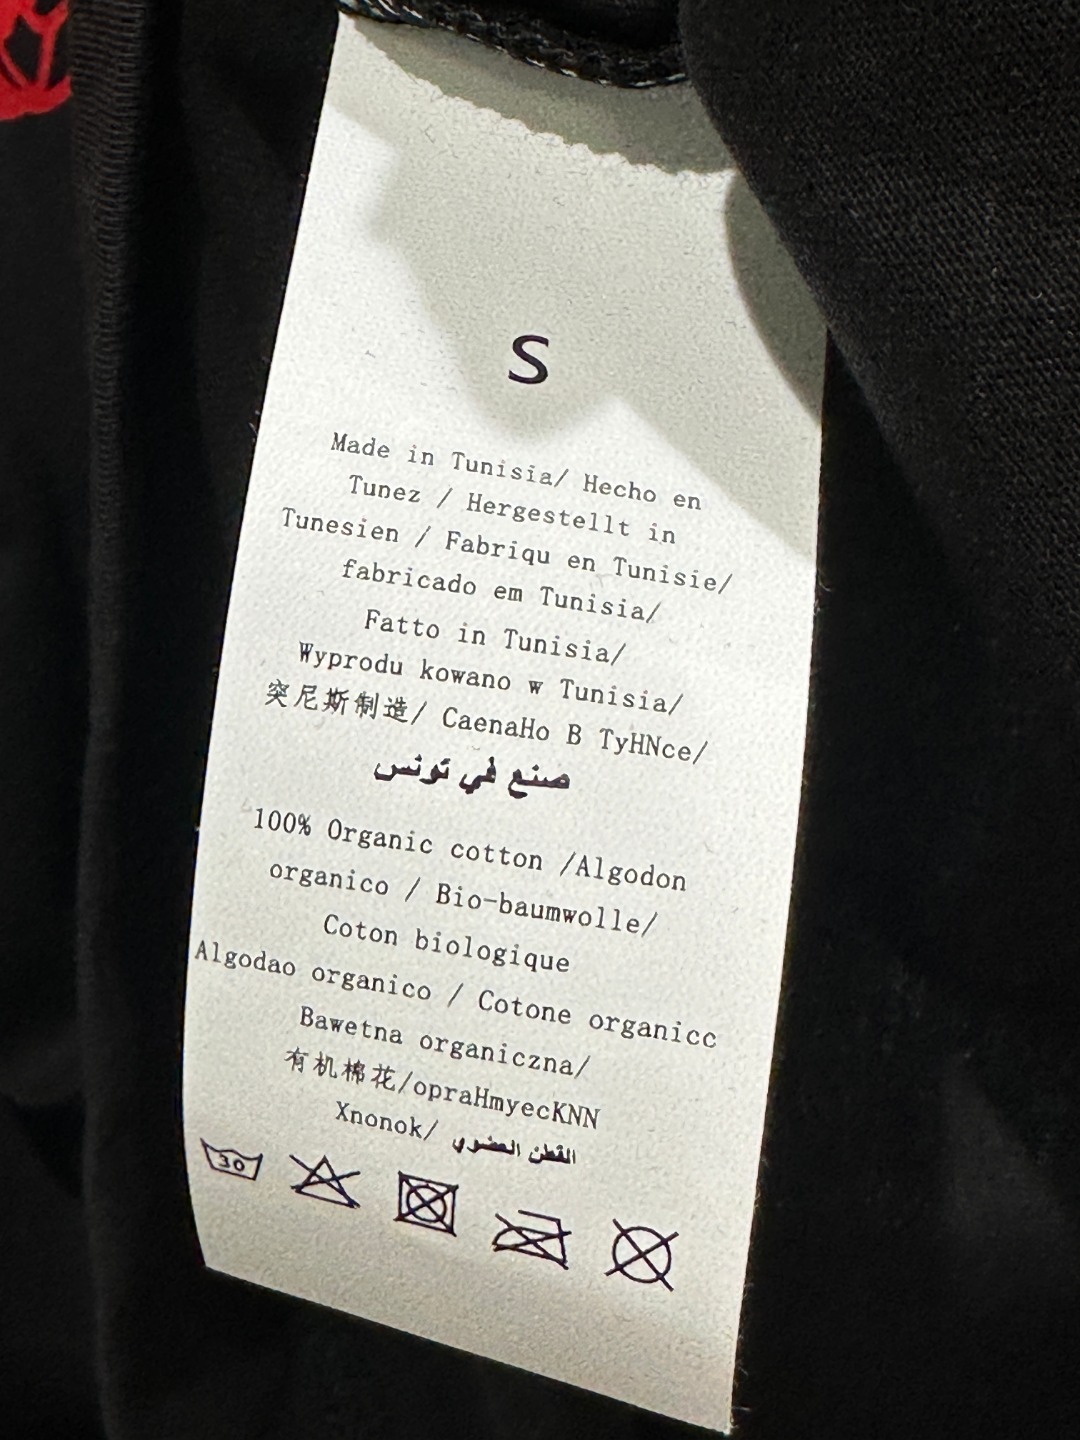 S
Made in Tunisia/ Hecho en
Tunez / Hergestellt in
Tunesien / Fabriqu en Tunisie/
fabricado em Tunisia/
Fatto in Tunisia/
Wyprodu kowano w Tunisia/
突尼斯制造/ CaenaHo B TyHNce/
صنع في تونس
100% Organic cotton /Algodon
organico / Bio-baumwolle/
Coton biologique
Algodao organico / Cotone organicc
Bawetna organiczna/
有机棉花/opraHmyecKNN
Xnonok/ القطن العضوي
30